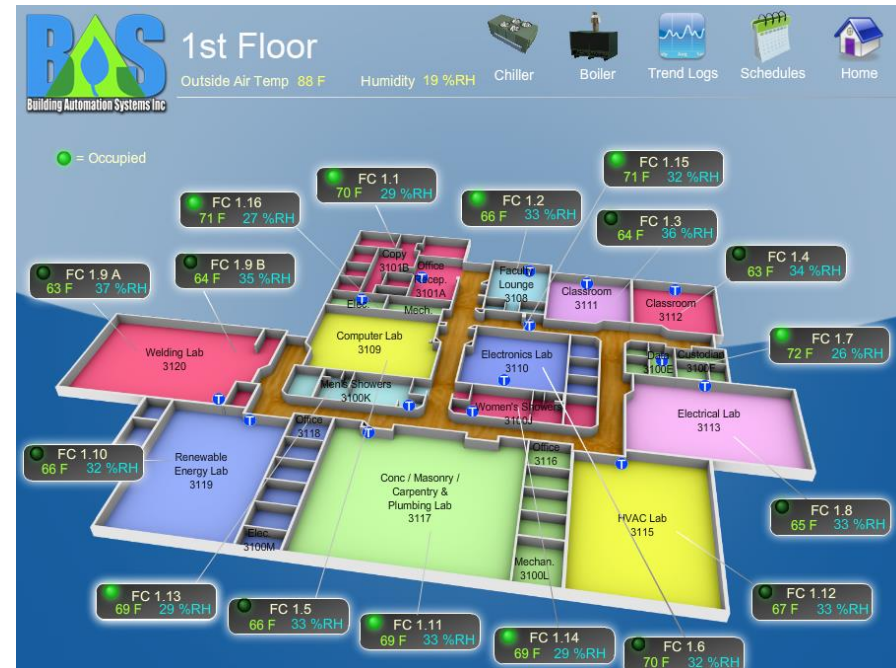 BAS
Building Automation Systems Inc
1st Floor
Outside Air Temp 88 F
Humidity 19 %RH
Chiller
Boiler
Trend Logs
Schedules
Home
= Occupied
FC 1.15
71 F 32 %RH
FC 1.1
70 F 29 %RH
FC 1.16
71 F 27 %RH
FC 1.2
66 F 33 %RH
FC 1.3
64 F 36 %RH
FC 1.4
63 F 34 %RH
FC 1.9 A
63 F 37 %RH
FC 1.9 B
64 F 35 %RH
FC 1.7
72 F 26 %RH
Copy
3101B
Office
3101A
Elec.
Mech.
Faculty
Lounge
3108
Classroom
3111
Classroom
3112
Computer Lab
3109
Welding Lab
3120
Electronics Lab
3110
Data
3100E
Custodian
3100F
Men's Showers
3100K
Women's Showers
3100J
Electrical Lab
3113
Office
3118
Renewable
Energy Lab
3119
Office
3116
Conc / Masonry /
Carpentry &
Plumbing Lab
3117
HVAC Lab
3115
Elec.
3100M
Mechan.
3100L
FC 1.10
66 F 32 %RH
FC 1.8
65 F 33 %RH
FC 1.13
69 F 29 %RH
FC 1.5
66 F 33 %RH
FC 1.11
69 F 33 %RH
FC 1.14
69 F 29 %RH
FC 1.6
70 F 32 %RH
FC 1.12
67 F 33 %RH